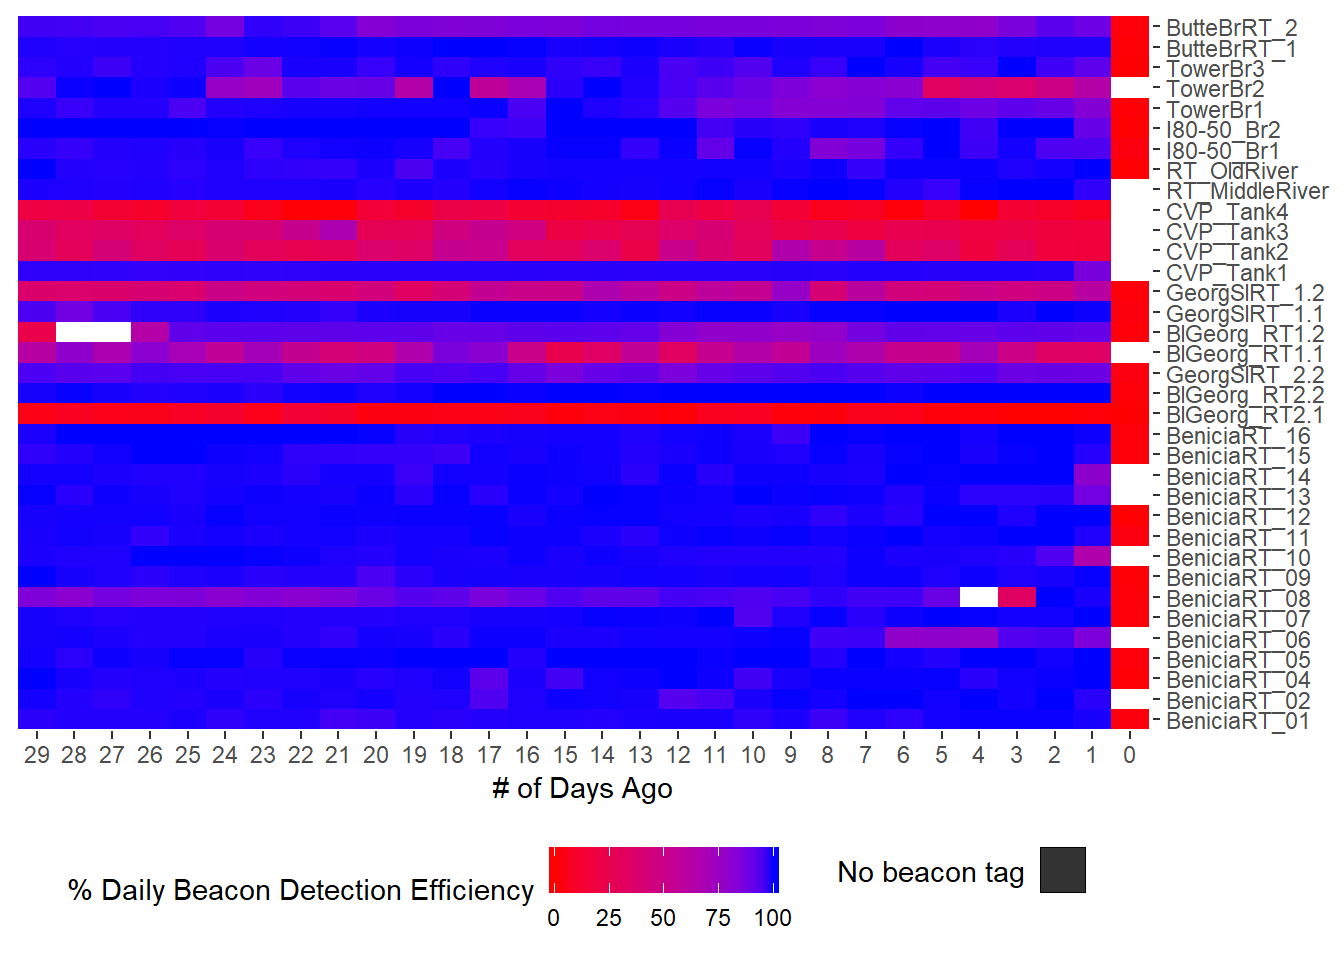 ButteBrRT_2
ButteBrRT_1
TowerBr3
TowerBr2
TowerBr1
I80-50_Br2
I80-50_Br1
RT_OldRiver
RT_MiddleRiver
CVP_Tank4
CVP_Tank3
CVP_Tank2
CVP_Tank1
GeorgSlRT_1.2
GeorgSlRT_1.1
BlGeorg_RT1.2
BlGeorg_RT1.1
GeorgSlRT_2.2
BlGeorg_RT2.2
BlGeorg_RT2.1
BeniciaRT_16
BeniciaRT_15
BeniciaRT_14
BeniciaRT_13
BeniciaRT_12
BeniciaRT_11
BeniciaRT_10
BeniciaRT_09
BeniciaRT_08
BeniciaRT_07
BeniciaRT_06
BeniciaRT_05
BeniciaRT_04
BeniciaRT_02
BeniciaRT_01
29 28 27 26 25 24 23 22 21 20 19 18 17 16 15 14 13 12 11 10 9 8 7 6 5 4 3 2 1 0
# of Days Ago
% Daily Beacon Detection Efficiency
0 25 50 75 100
No beacon tag